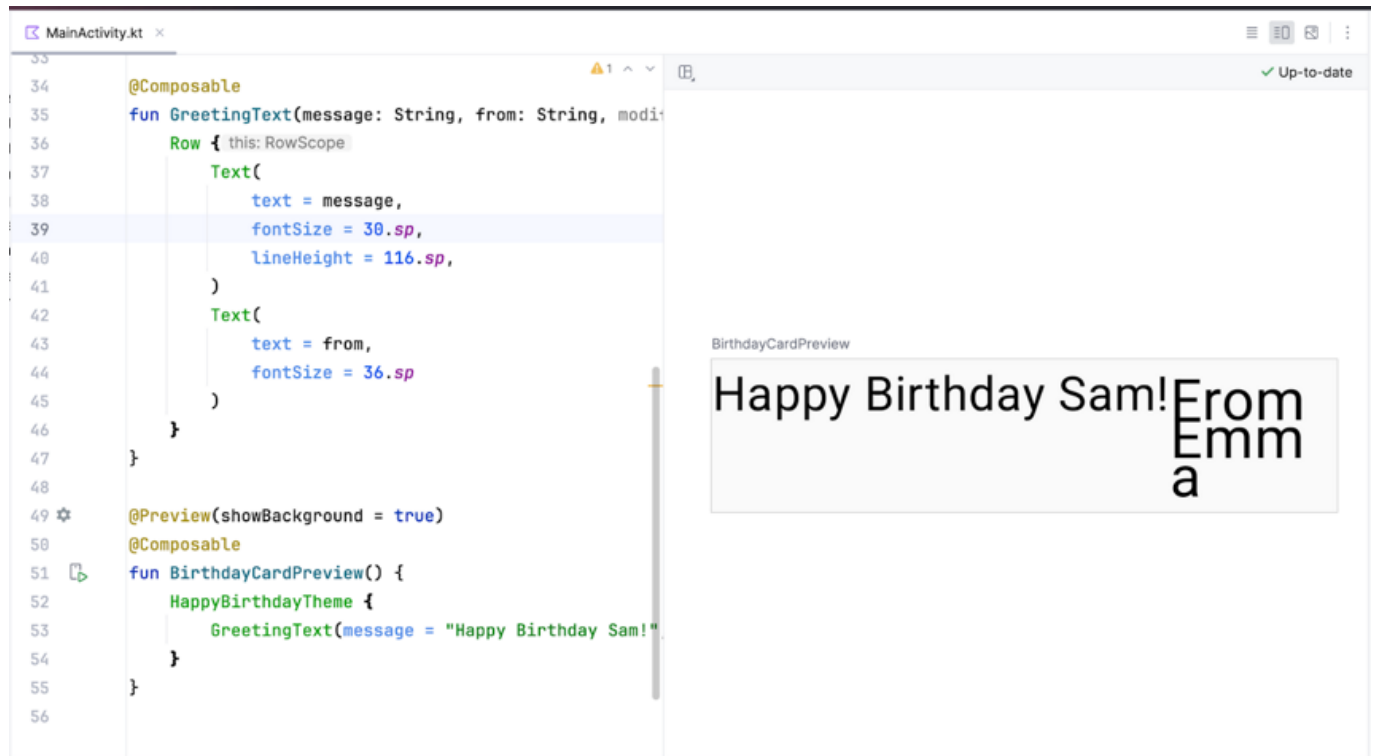 MainActivity.kt
1
Up-to-date
33
34 @Composable
35 fun GreetingText(message: String, from: String, modi
36 Row { this: RowScope
37 Text(
38 text = message,
39 fontSize = 30.sp,
40 lineHeight = 116.sp,
41 )
42 Text(
43 text = from,
44 fontSize = 36.sp
45 )
46 }
47 }
48
49 @Preview(showBackground = true)
50 @Composable
51 fun BirthdayCardPreview() {
52 HappyBirthdayTheme {
53 GreetingText(message = "Happy Birthday Sam!"
54 }
55 }
56
BirthdayCardPreview
Happy Birthday Sam!
From
Emm
a